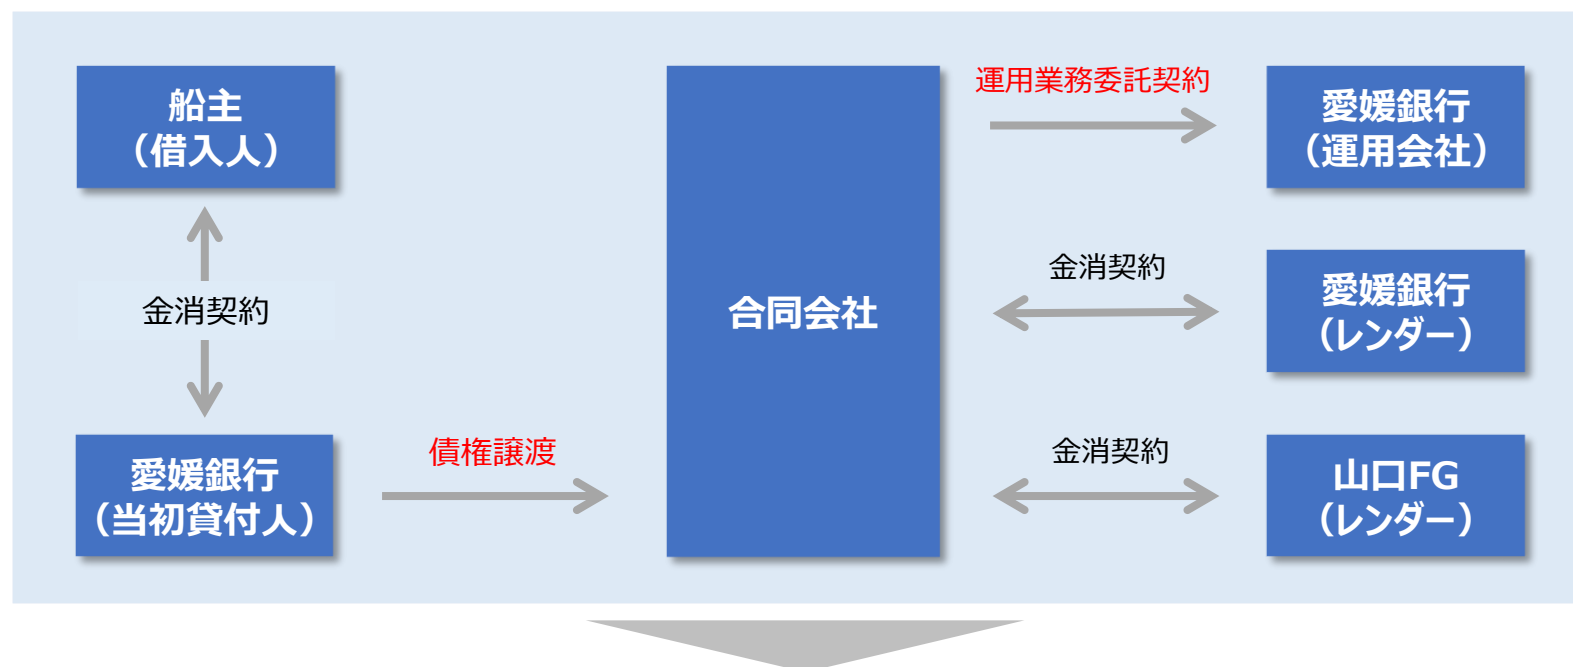 船主
（借入人）
金消契約
愛媛銀行
（当初貸付人）
債権譲渡
合同会社
運用業務委託契約
愛媛銀行
（運用会社）
金消契約
愛媛銀行
（レンダー）
金消契約
山口FG
（レンダー）